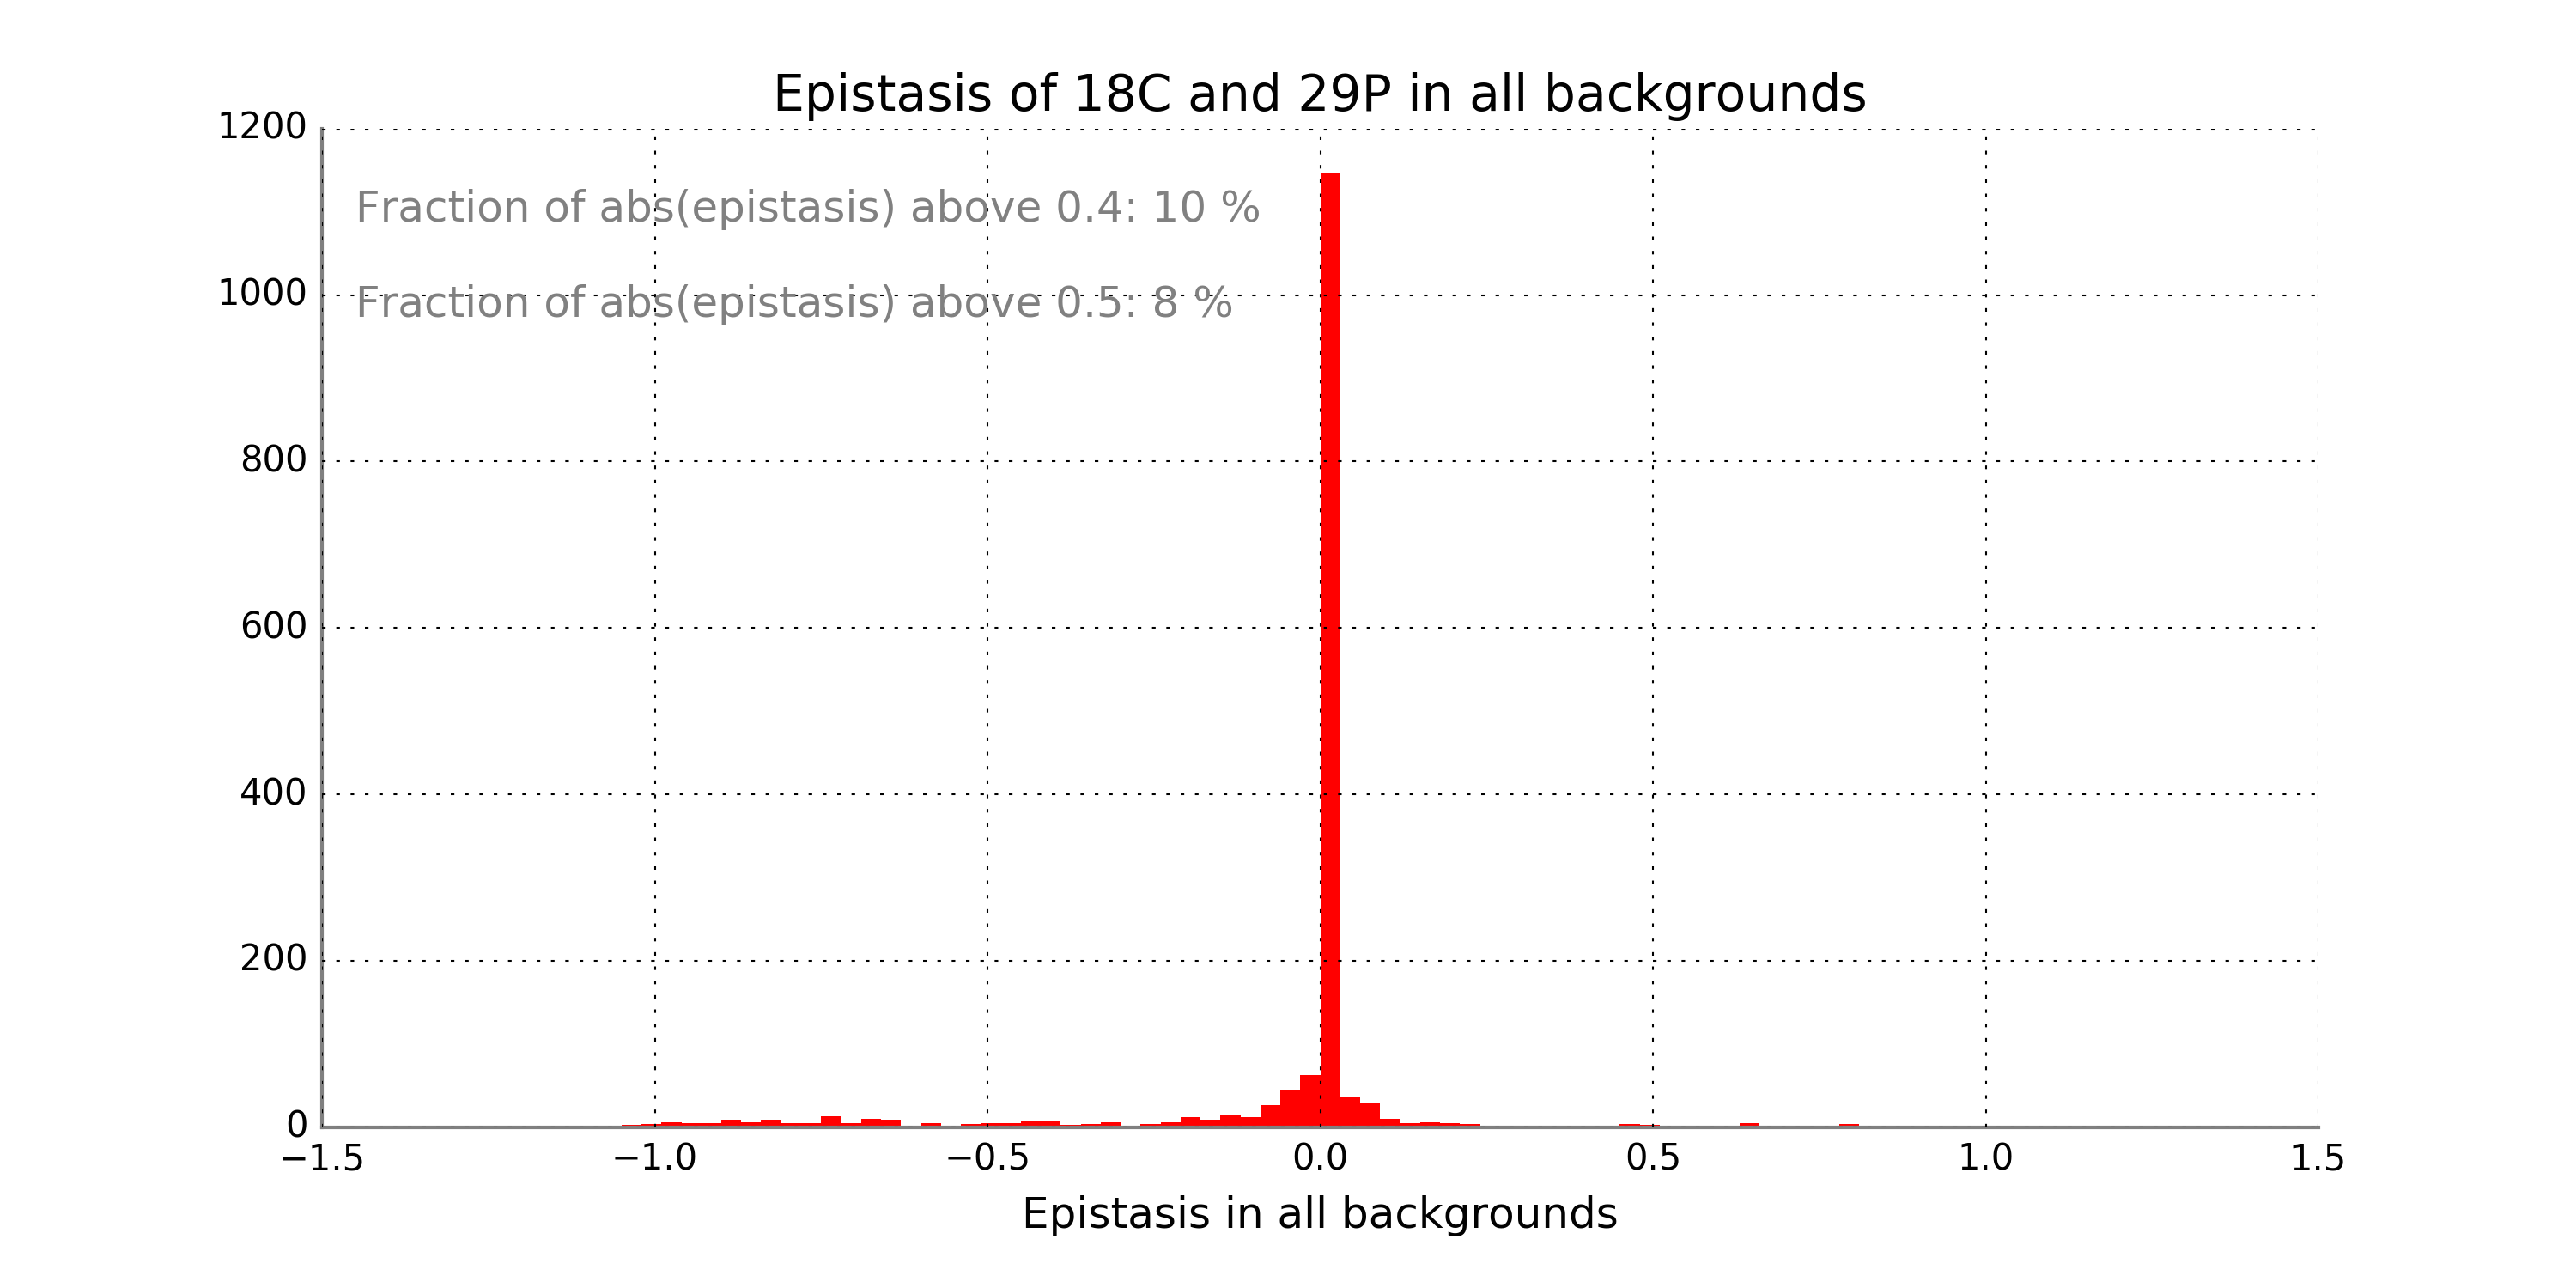 Epistasis of 18C and 29P in all backgrounds
1200
Fraction of abs(epistasis) above 0.4: 10 %
1000
Fraction of abs(epistasis) above 0.5: 8 %
800
600
400
200
0
−1.5 −1.0 −0.5 0.0 0.5 1.0 1.5
Epistasis in all backgrounds